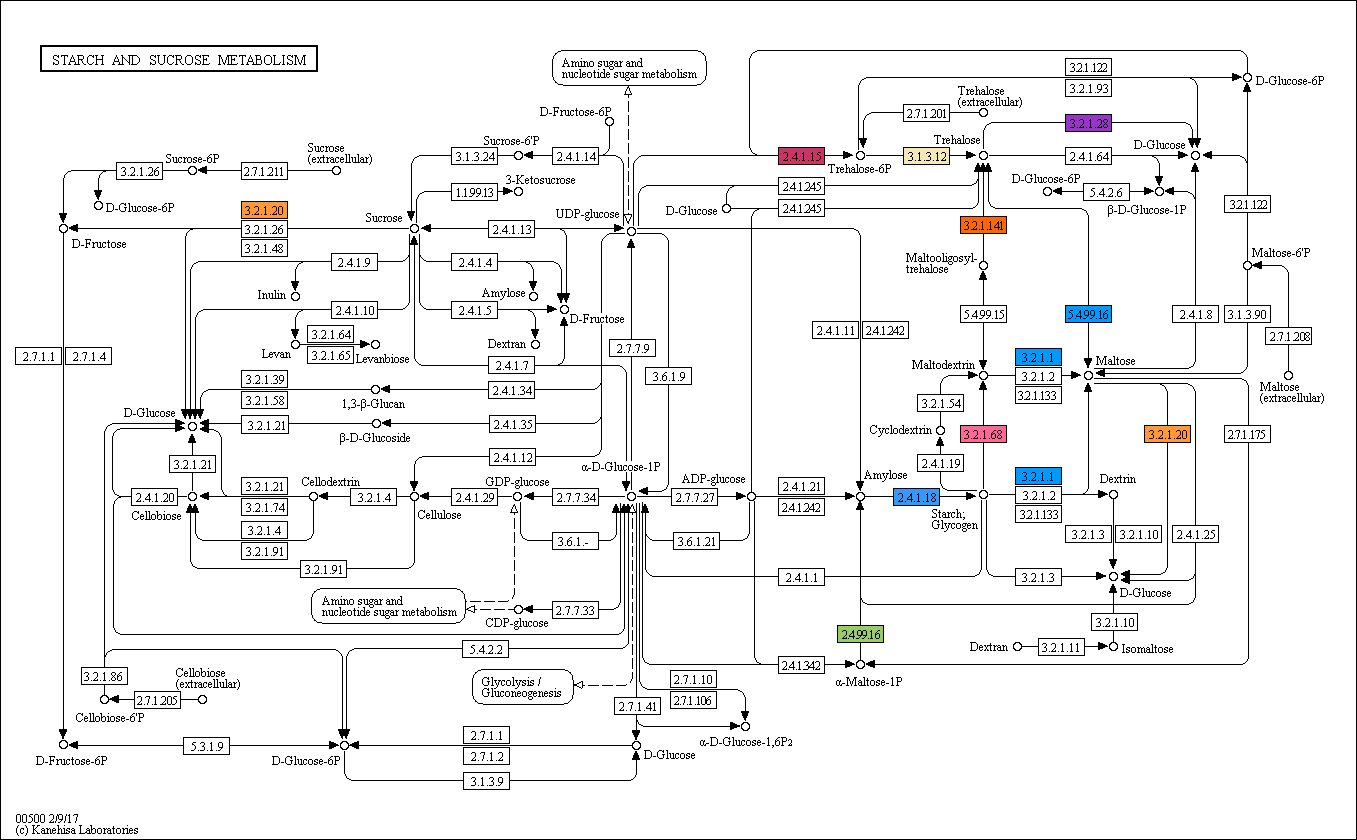 STARCH AND SUCROSE METABOLISM
Amino sugar and
nucleotide sugar metabolism
3.2.1.122
D-Glucose-6P
3.2.1.93
Trehalose
(extracellular)
2.7.1.201
D-Fructose-6P
3.2.1.28
Sucrose-6'P
Trehalose
D-Glucose
Sucrose
(extracellular)
Sucrose-6P
3.1.3.24
2.4.1.14
2.4.1.15
3.1.3.12
2.4.1.64
Trehalose-6P
3.2.1.26
2.7.1.211
3-Ketosucrose
1.1.99.13
2.4.1.245
D-Glucose-6P
5.4.2.6
β-D-Glucose-1P
D-Glucose-6P
3.2.1.20
D-Glucose
2.4.1.245
3.2.1.122
Sucrose
UDP-glucose
3.2.1.26
2.4.1.13
3.2.1.141
D-Fructose
3.2.1.48
Maltose-6'P
2.4.1.9
2.4.1.4
Maltooligosyl-
trehalose
Inulin
Amylose
2.4.1.10
2.4.1.5
D-Fructose
5.4.99.15
5.4.99.16
2.4.1.8
3.1.3.90
3.2.1.64
2.4.1.11
2.4.1.242
2.7.1.208
Levan
3.2.1.65
Levanbiose
Dextran
2.7.7.9
2.7.1.1
2.7.1.4
2.4.1.7
Maltodextrin
3.2.1.1
Maltose
3.6.1.9
3.2.1.2
3.2.1.39
2.4.1.34
3.2.1.133
Maltose
(extracellular)
3.2.1.58
1,3-β-Glucan
3.2.1.54
D-Glucose
3.2.1.21
2.4.1.35
Cyclodextrin
3.2.1.68
3.2.1.20
2.7.1.175
β-D-Glucoside
3.2.1.21
2.4.1.12
α-D-Glucose-1P
2.4.1.19
Cellodextrin
GDP-glucose
ADP-glucose
Amylose
3.2.1.1
Dextrin
3.2.1.21
2.4.1.21
2.4.1.20
3.2.1.4
2.4.1.29
2.7.7.34
2.7.7.27
2.4.1.18
3.2.1.2
3.2.1.74
2.4.1.242
3.2.1.133
Cellobiose
Cellulose
Starch;
Glycogen
3.2.1.4
3.6.1.-
3.6.1.21
3.2.1.3
3.2.1.10
2.4.1.25
3.2.1.91
3.2.1.91
2.4.1.1
3.2.1.3
D-Glucose
Amino sugar and
nucleotide sugar metabolism
2.7.7.33
CDP-glucose
3.2.1.10
2.4.99.16
5.4.2.2
Dextran
3.2.1.11
Isomaltose
2.4.1.342
3.2.1.86
Cellobiose
(extracellular)
Glycolysis /
Gluconeogenesis
2.7.1.10
α-Maltose-1P
2.7.1.205
2.7.1.106
Cellobiose-6'P
2.7.1.41
2.7.1.1
α-D-Glucose-1,6P2
5.3.1.9
2.7.1.2
D-Glucose
D-Fructose-6P
D-Glucose-6P
3.1.3.9
00500 2/9/17
(c) Kanehisa Laboratories